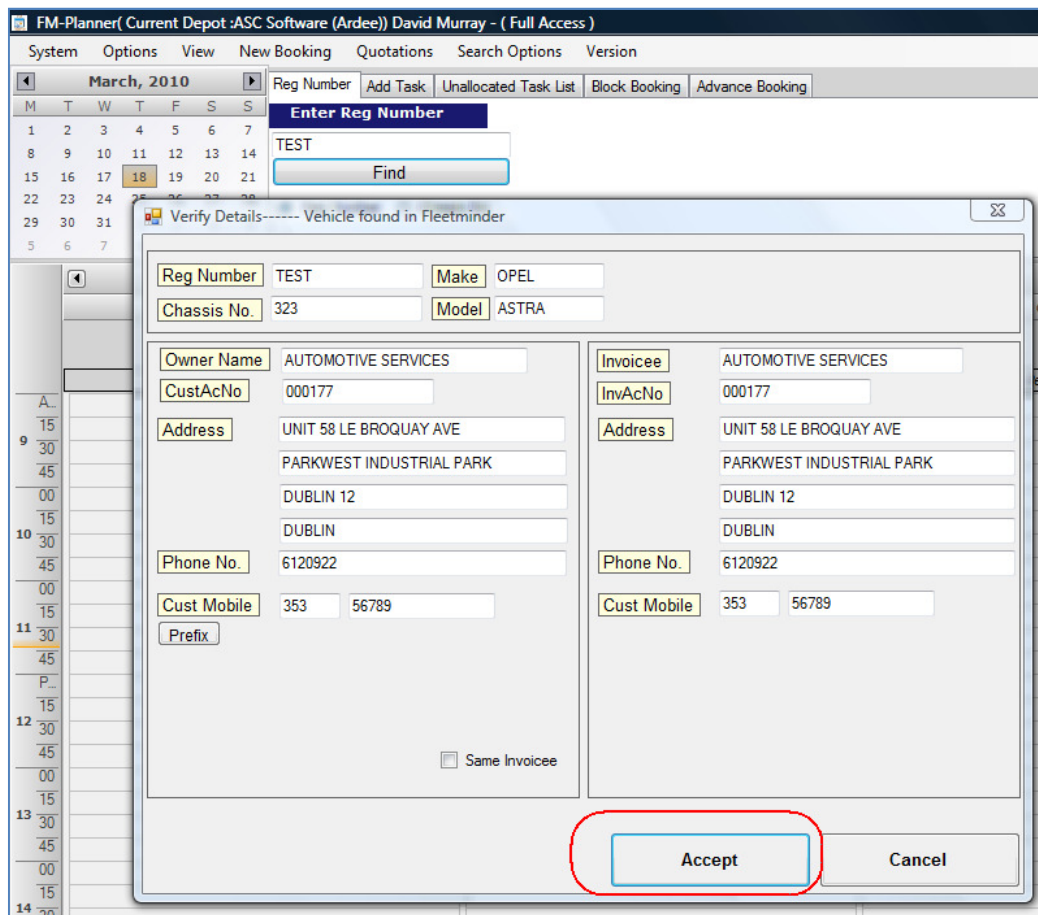 FM-Planner( Current Depot :ASC Software (Ardee)) David Murray - ( Full Access )
System Options View New Booking Quotations Search Options Version
March, 2010
M T W T F S S
1 2 3 4 5 6 7
8 9 10 11 12 13 14
15 16 17 18 19 20 21
22 23 24
29 30 31
5 6 7
Reg Number Add Task Unallocated Task List Block Booking Advance Booking
Enter Reg Number
TEST
Find
Verify Details------ Vehicle found in Fleetminder
Reg Number TEST Make OPEL
Chassis No. 323 Model ASTRA
Owner Name AUTOMOTIVE SERVICES
CustAcNo 000177
Address UNIT 58 LE BROQUAY AVE
PARKWEST INDUSTRIAL PARK
DUBLIN 12
DUBLIN
Phone No. 6120922
Cust Mobile 353 56789
Prefix
Same Invoicee
Invoicee AUTOMOTIVE SERVICES
InvAcNo 000177
Address UNIT 58 LE BROQUAY AVE
PARKWEST INDUSTRIAL PARK
DUBLIN 12
DUBLIN
Phone No. 6120922
Cust Mobile 353 56789
Accept Cancel
A...
15
9 30
45
00
15
10 30
45
00
15
11 30
45
P...
15
12 30
45
00
15
13 30
45
00
15
14 30